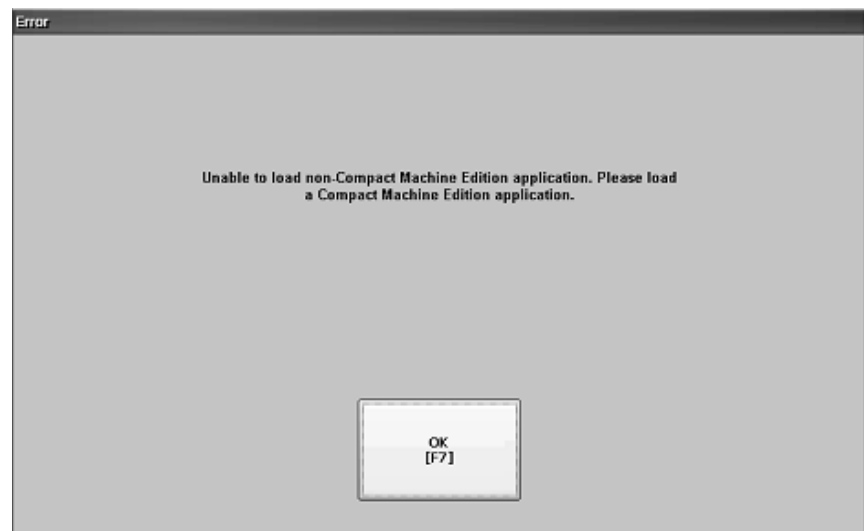 Error
Unable to load non-Compact Machine Edition application. Please load
a Compact Machine Edition application.
OK
[F7]